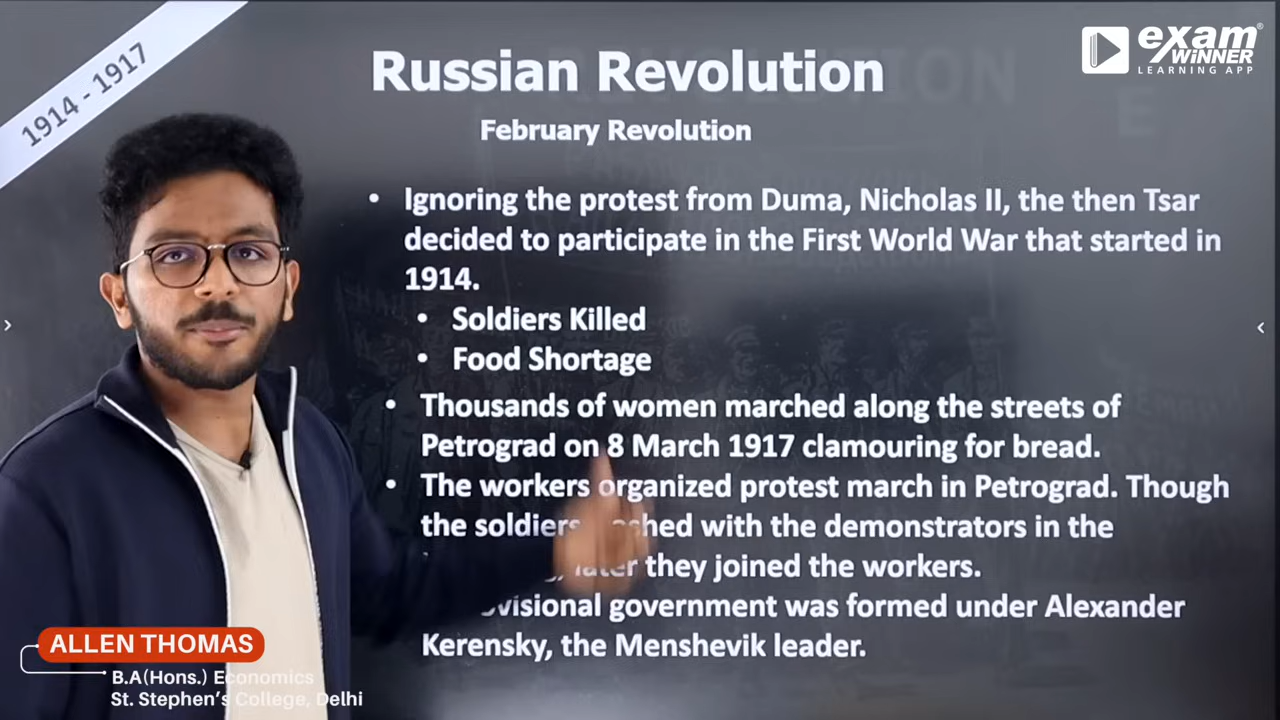 1914 - 1917
Russian Revolution
February Revolution
exam
WiNNER
LEARNING APP
• Ignoring the protest from Duma, Nicholas II, the then Tsar
decided to participate in the First World War that started in
1914.
• Soldiers Killed
• Food Shortage
• Thousands of women marched along the streets of
Petrograd on 8 March 1917 clamouring for bread.
• The workers organized protest march in Petrograd. Though
the soldiers with the demonstrators in the
later they joined the workers.
government was formed under Alexander
Kerensky, the Menshevik leader.
ALLEN THOMAS
B.A(Hons.) Economics
St. Stephen's College, Delhi